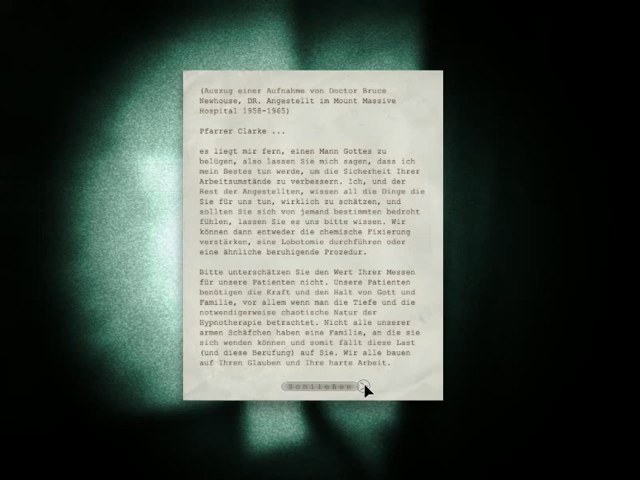 (Auszug einer Aufnahme von Doctor Bruce
Newhouse, DR. Angestellt im Mount Massive
Hospital 1958-1965)
Pfarrer Clarke ...
es liegt mir fern, einen Mann Gottes zu
belügen, also lassen Sie mich sagen, dass ich
mein Bestes tun werde, um die Sicherheit Ihrer
Arbeitsumstände zu verbessern. Ich, und der
Rest der Angestellten, wissen all die Dinge die
Sie für uns tun, wirklich zu schätzen, und
sollten Sie sich von jemand bestimmten bedroht
fühlen, lassen Sie es uns bitte wissen. Wir
können dann entweder die chemische Fixierung
verstärken, eine Lobotomie durchführen oder
eine ähnliche beruhigende Prozedur.
Bitte unterschätzen Sie den Wert Ihrer Messen
für unsere Patienten nicht. Unsere Patienten
benötigen die Kraft und den Halt von Gott und
Familie, vor allem wenn man die Tiefe und die
notwendigerweise chaotische Natur der
Hypnotherapie betrachtet. Nicht alle unserer
armen Schäfchen haben eine Familie, an die sie
sich wenden können und somit fällt diese Last
(und diese Berufung) auf Sie. Wir alle bauen
auf Ihren Glauben und Ihre harte Arbeit.
Schließen